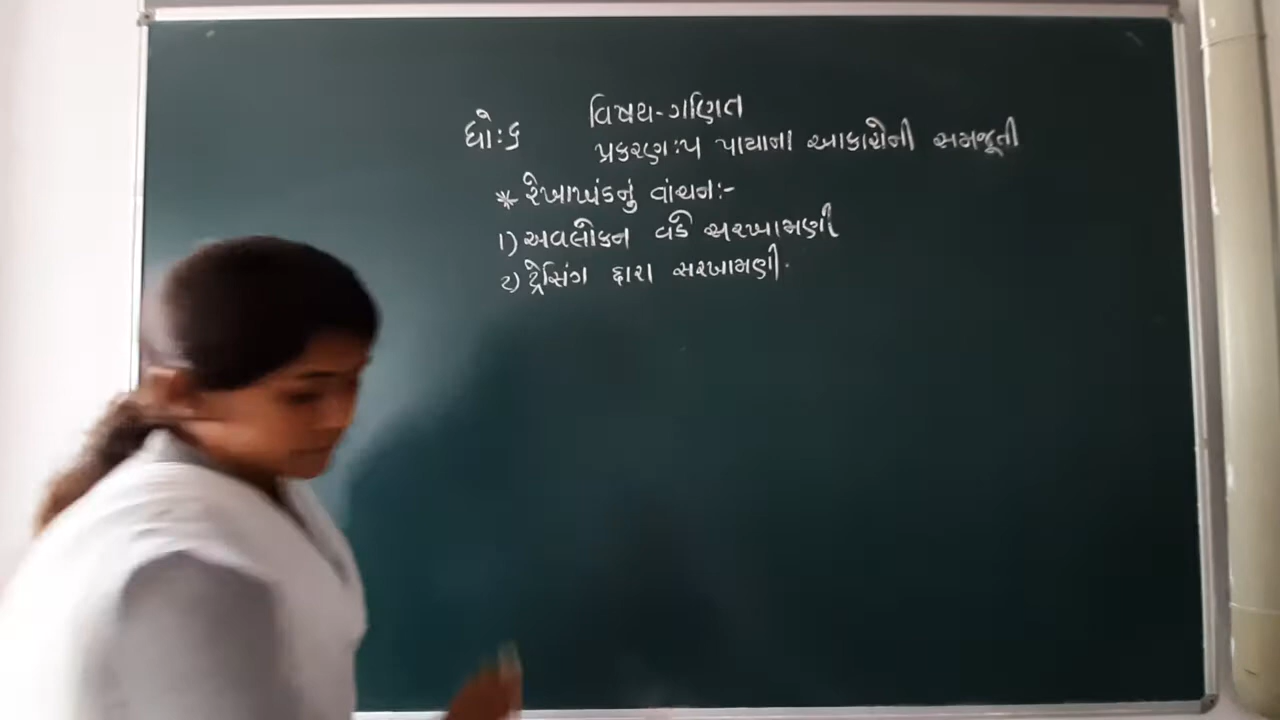 વિષય-ગણિત
ધો:૬
પ્રકરણ:૫ પાયાના આકારોની સમજૂતી
* રેખાખંડનું વાંચન:-
૧) અવલોકન વડે સરખામણી
૨) ટ્રેસિંગ દ્વારા સરખામણી.